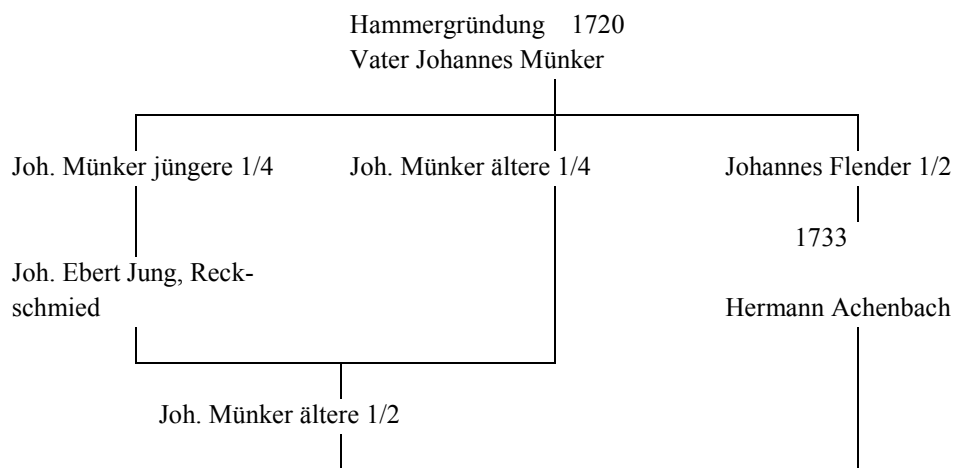 Hammergründung 1720
Vater Johannes Münker
Joh. Münker jüngere 1/4
Joh. Münker ältere 1/4
Johannes Flender 1/2
1733
Joh. Ebert Jung, Reck-
schmied
Hermann Achenbach
Joh. Münker ältere 1/2